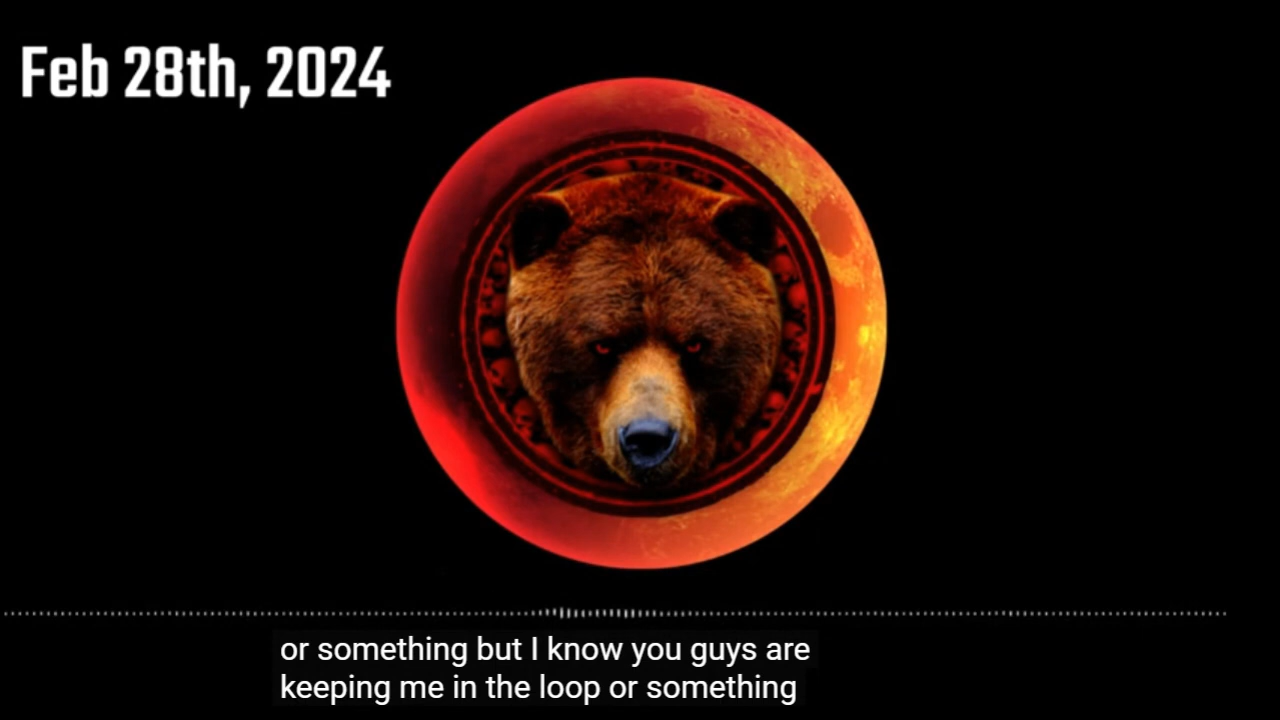 Feb 28th, 2024
or something but I know you guys are
keeping me in the loop or something